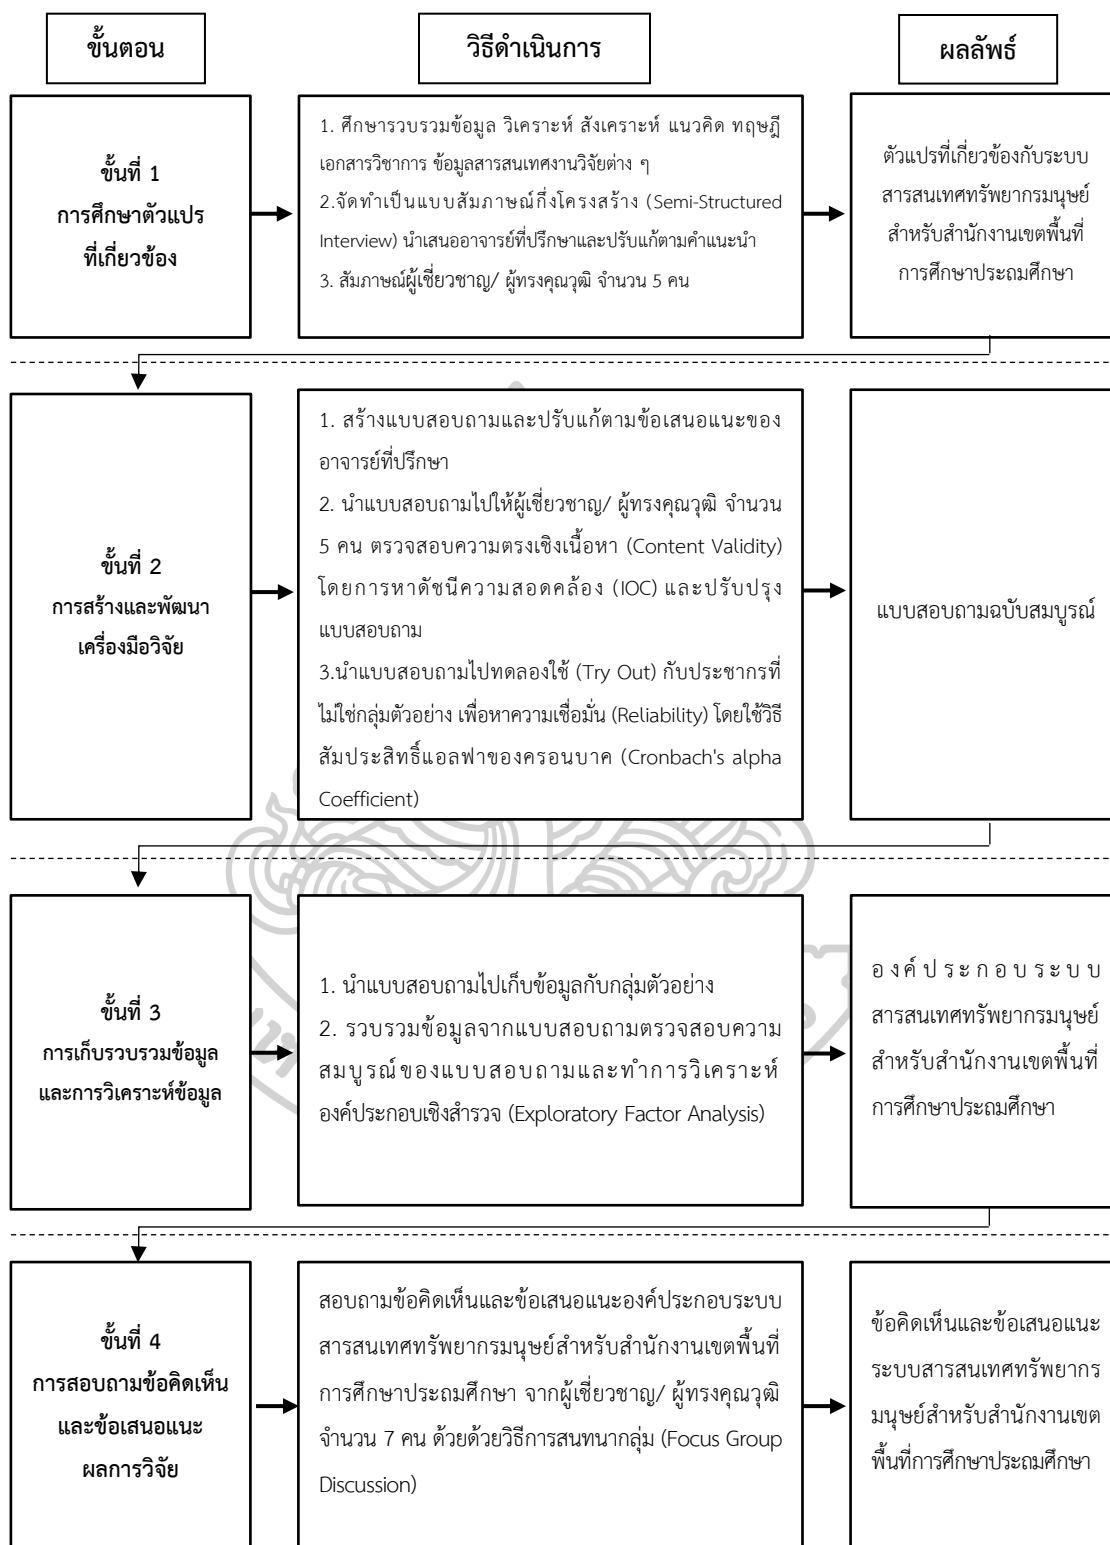 ขั้นตอน
วิธีดำเนินการ
ผลลัพธ์
ขั้นที่ 1
การศึกษาตัวแปร
ที่เกี่ยวข้อง
1. ศึกษารวบรวมข้อมูล วิเคราะห์ สังเคราะห์ แนวคิด ทฤษฎี
เอกสารวิชาการ ข้อมูลสารสนเทศงานวิจัยต่าง ๆ
2.จัดทำเป็นแบบสัมภาษณ์กึ่งโครงสร้าง (Semi-Structured
Interview) นำเสนออาจารย์ที่ปรึกษาและปรับแก้ตามคำแนะนำ
3. สัมภาษณ์ผู้เชี่ยวชาญ/ ผู้ทรงคุณวุฒิ จำนวน 5 คน
ตัวแปรที่เกี่ยวข้องกับระบบ
สารสนเทศทรัพยากรมนุษย์
สำหรับสำนักงานเขตพื้นที่
การศึกษาประถมศึกษา
ขั้นที่ 2
การสร้างและพัฒนา
เครื่องมือวิจัย
1. สร้างแบบสอบถามและปรับแก้ตามข้อเสนอแนะของ
อาจารย์ที่ปรึกษา
2. นำแบบสอบถามไปให้ผู้เชี่ยวชาญ/ ผู้ทรงคุณวุฒิ จำนวน
5 คน ตรวจสอบความตรงเชิงเนื้อหา (Content Validity)
โดยการหาดัชนีความสอดคล้อง (IOC) และปรับปรุง
แบบสอบถาม
3.นำแบบสอบถามไปทดลองใช้ (Try Out) กับประชากรที่
ไม่ใช่กลุ่มตัวอย่าง เพื่อหาความเชื่อมั่น (Reliability) โดยใช้วิธี
สัมประสิทธิ์แอลฟาของครอนบาค (Cronbach's alpha
Coefficient)
แบบสอบถามฉบับสมบูรณ์
ขั้นที่ 3
การเก็บรวบรวมข้อมูล
และการวิเคราะห์ข้อมูล
1. นำแบบสอบถามไปเก็บข้อมูลกับกลุ่มตัวอย่าง
2. รวบรวมข้อมูลจากแบบสอบถามตรวจสอบความ
สมบูรณ์ของแบบสอบถามและทำการวิเคราะห์
องค์ประกอบเชิงสำรวจ (Exploratory Factor Analysis)
องค์ประกอบระบบ
สารสนเทศทรัพยากรมนุษย์
สำหรับสำนักงานเขตพื้นที่
การศึกษาประถมศึกษา
ขั้นที่ 4
การสอบถามข้อคิดเห็น
และข้อเสนอแนะ
ผลการวิจัย
สอบถามข้อคิดเห็นและข้อเสนอแนะองค์ประกอบระบบ
สารสนเทศทรัพยากรมนุษย์สำหรับสำนักงานเขตพื้นที่
การศึกษาประถมศึกษา จากผู้เชี่ยวชาญ/ ผู้ทรงคุณวุฒิ
จำนวน 7 คน ด้วยด้วยวิธีการสนทนากลุ่ม (Focus Group
Discussion)
ข้อคิดเห็นและข้อเสนอแนะ
ระบบสารสนเทศทรัพยากร
มนุษย์สำหรับสำนักงานเขต
พื้นที่การศึกษาประถมศึกษา